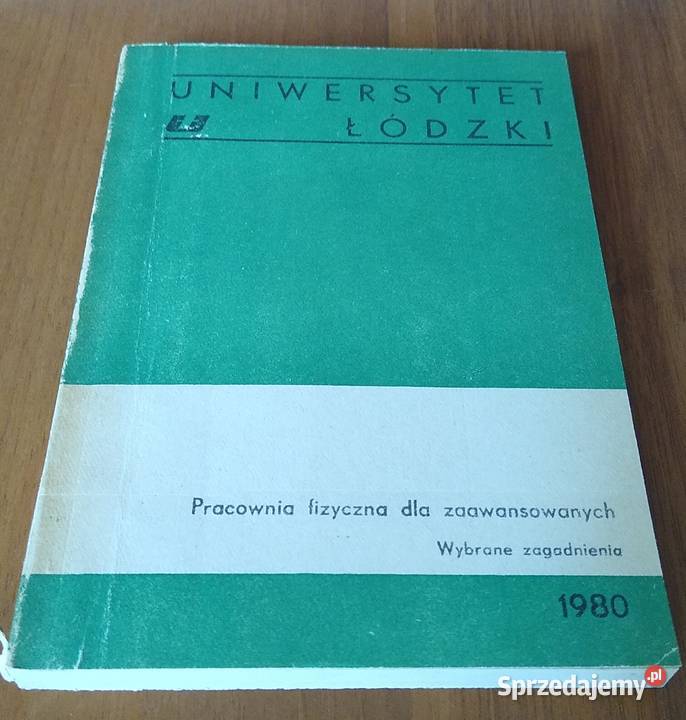 UNIWERSYTET
ŁÓDZKI
Pracownia fizyczna dla zaawansowanych
Wybrane zagadnienia
1980
Sprzedajemy.pl